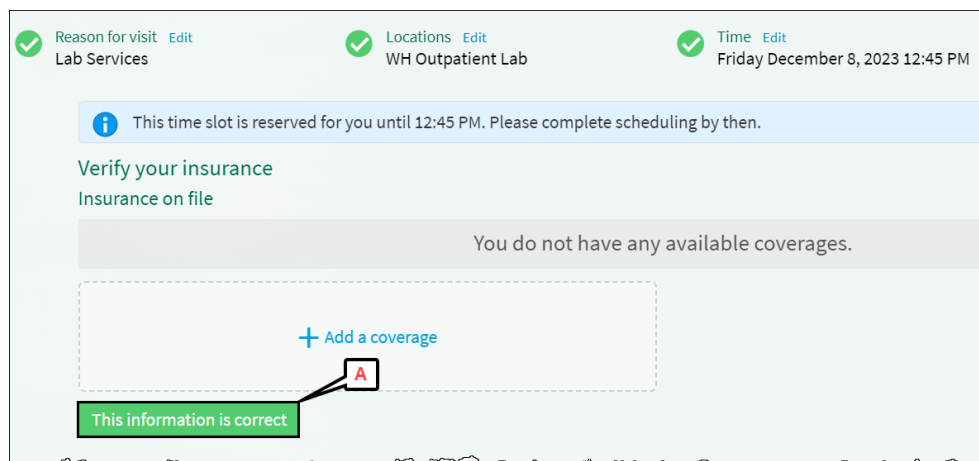 Reason for visit Edit
Lab Services
Locations Edit
WH Outpatient Lab
Time Edit
Friday December 8, 2023 12:45 PM
This time slot is reserved for you until 12:45 PM. Please complete scheduling by then.
Verify your insurance
Insurance on file
You do not have any available coverages.
Add a coverage
A
This information is correct